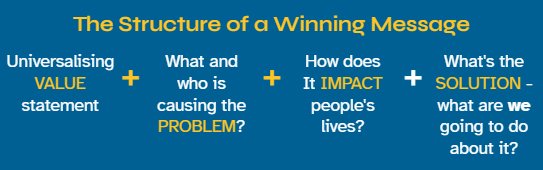 The Structure of a Winning Message
Universalising
VALUE
statement
+
What and
who is
causing the
PROBLEM?
+
How does
It IMPACT
people's
lives?
+
What's the
SOLUTION -
what are we
going to do
about it?